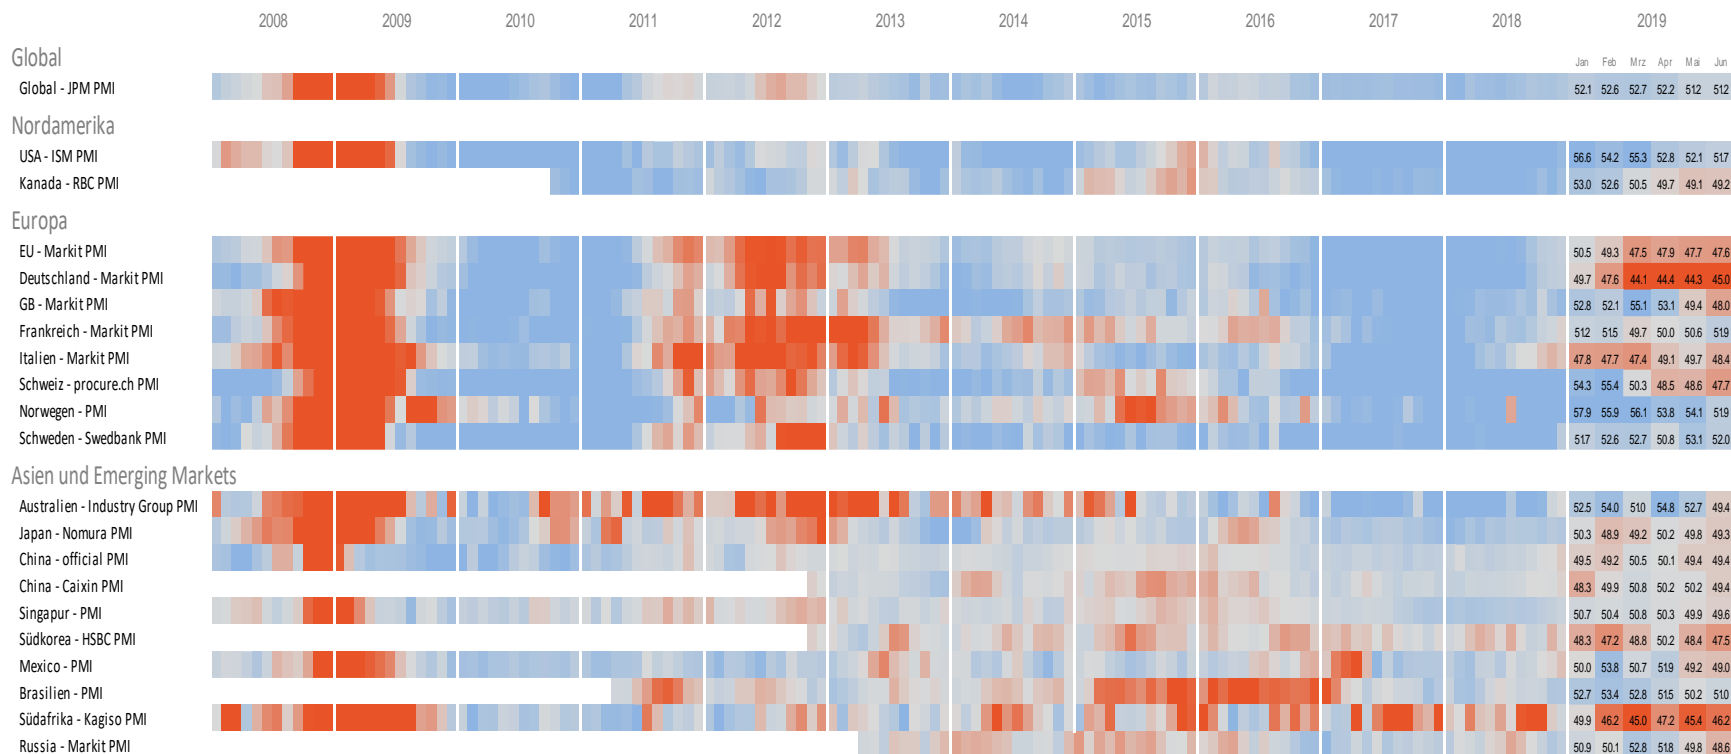 2008 2009 2010 2011 2012 2013 2014 2015 2016 2017 2018 2019
Global
Jan Feb Mrz Apr Mai Jun
Global - JPM PMI 52.1 52.6 52.7 52.2 51.2 51.2
Nordamerika
USA - ISM PMI 56.6 54.2 55.3 52.8 52.1 51.7
Kanada - RBC PMI 53.0 52.6 50.5 49.7 49.1 49.2
Europa
EU - Markit PMI 50.5 49.3 47.5 47.9 47.7 47.6
Deutschland - Markit PMI 49.7 47.6 44.1 44.4 44.3 45.0
GB - Markit PMI 52.8 52.1 55.1 53.1 49.4 48.0
Frankreich - Markit PMI 51.2 51.5 49.7 50.0 50.6 51.9
Italien - Markit PMI 47.8 47.7 47.4 49.1 49.7 48.4
Schweiz - procure.ch PMI 54.3 55.4 50.3 48.5 48.6 47.7
Norwegen - PMI 57.9 55.9 56.1 53.8 54.1 51.9
Schweden - Swedbank PMI 51.7 52.6 52.7 50.8 53.1 52.0
Asien und Emerging Markets
Australien - Industry Group PMI 52.5 54.0 51.0 54.8 52.7 49.4
Japan - Nomura PMI 50.3 48.9 49.2 50.2 49.8 49.3
China - official PMI 49.5 49.2 50.5 50.1 49.4 49.4
China - Caixin PMI 48.3 49.9 50.8 50.2 50.2 49.4
Singapur - PMI 50.7 50.4 50.8 50.3 49.9 49.6
Südkorea - HSBC PMI 48.3 47.2 48.8 50.2 48.4 47.5
Mexico - PMI 50.0 53.8 50.7 51.9 49.2 49.0
Brasilien - PMI 52.7 53.4 52.8 51.5 50.2 51.0
Südafrika - Kagiso PMI 49.9 46.2 45.0 47.2 45.4 46.2
Russia - Markit PMI 50.9 50.1 52.8 51.8 49.8 48.6